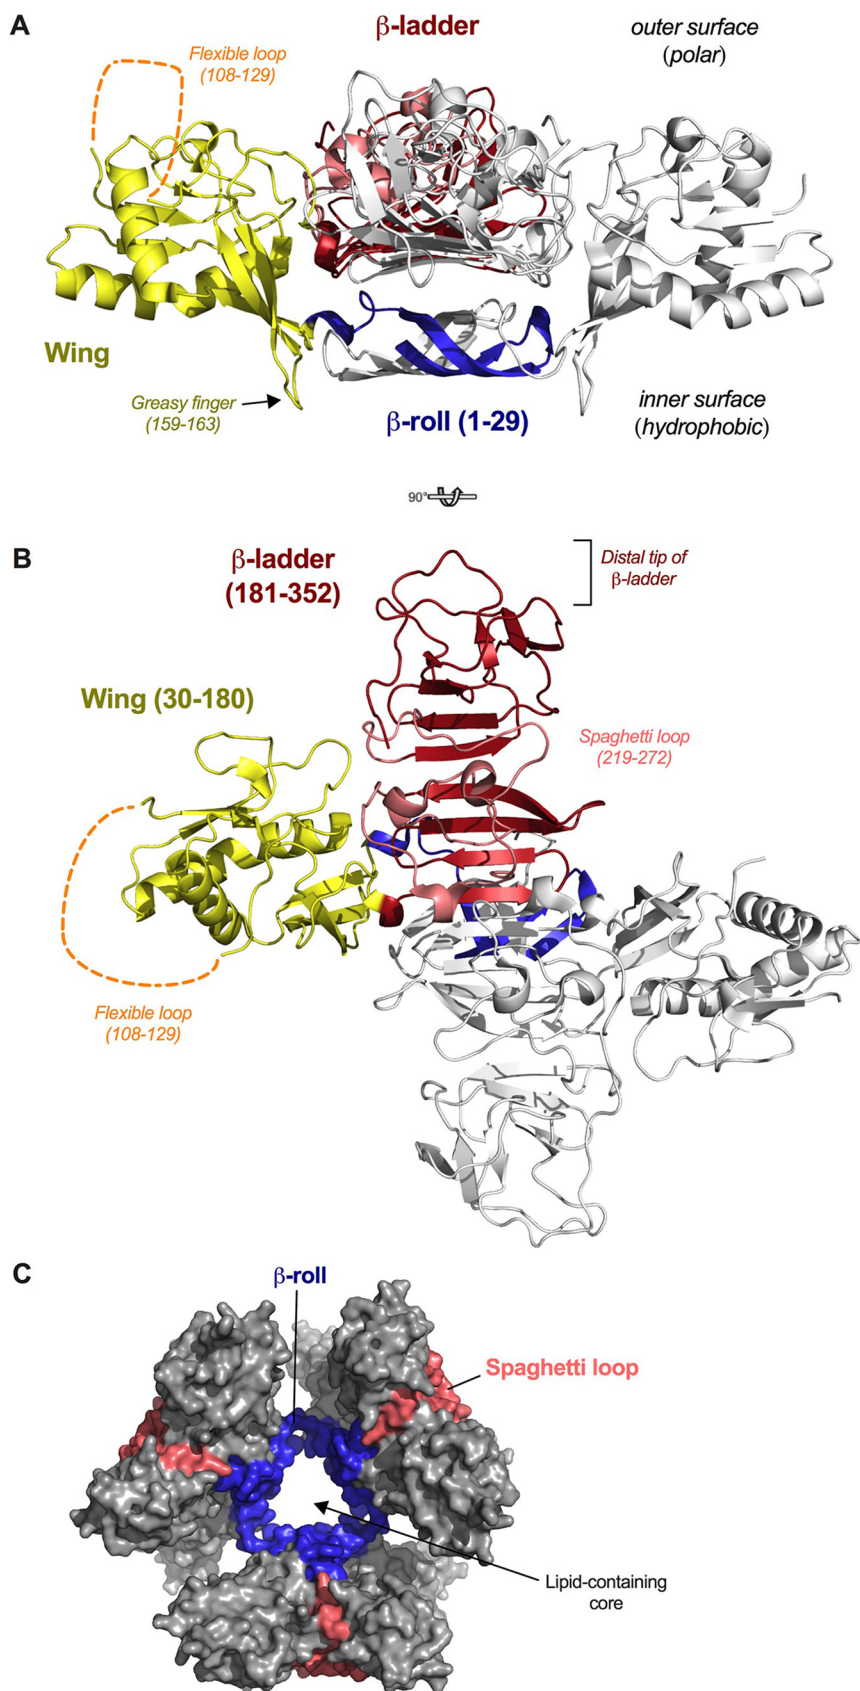 A
β-ladder
outer surface
(polar)
Flexible loop
(108-129)
Wing
Greasy finger
(159-163)
β-roll (1-29)
inner surface
(hydrophobic)
90°
B
β-ladder
(181-352)
Distal tip of
β-ladder
Wing (30-180)
Spaghetti loop
(219-272)
Flexible loop
(108-129)
C
β-roll
Spaghetti loop
Lipid-containing
core